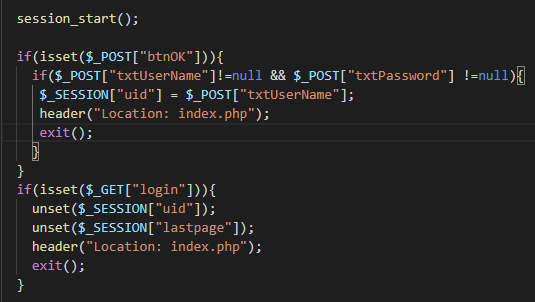 session_start();
if(isset($_POST["btnOK"])){
if($_POST["txtUserName"]!=null && $_POST["txtPassword"] !=null){
$_SESSION["uid"] = $_POST["txtUserName"];
header("Location: index.php");
exit();
}
}
if(isset($_GET["login"])){
unset($_SESSION["uid"]);
unset($_SESSION["lastpage"]);
header("Location: index.php");
exit();
}